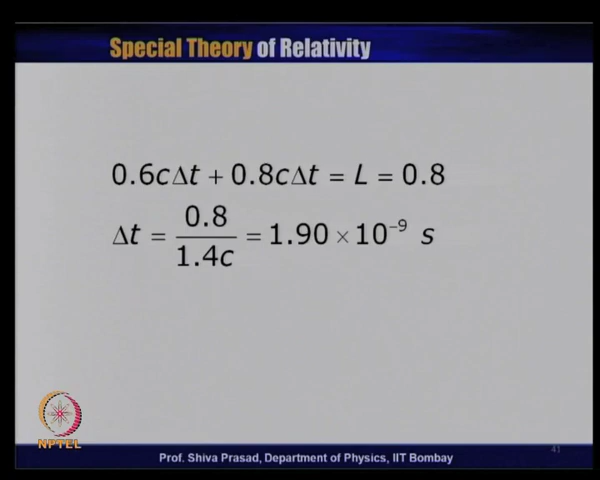 Special Theory of Relativity
0.6cΔt + 0.8cΔt = L = 0.8
Δt = 0.8/1.4c = 1.90 × 10⁻⁹ s
NPTEL
Prof. Shiva Prasad, Department of Physics, IIT Bombay
41